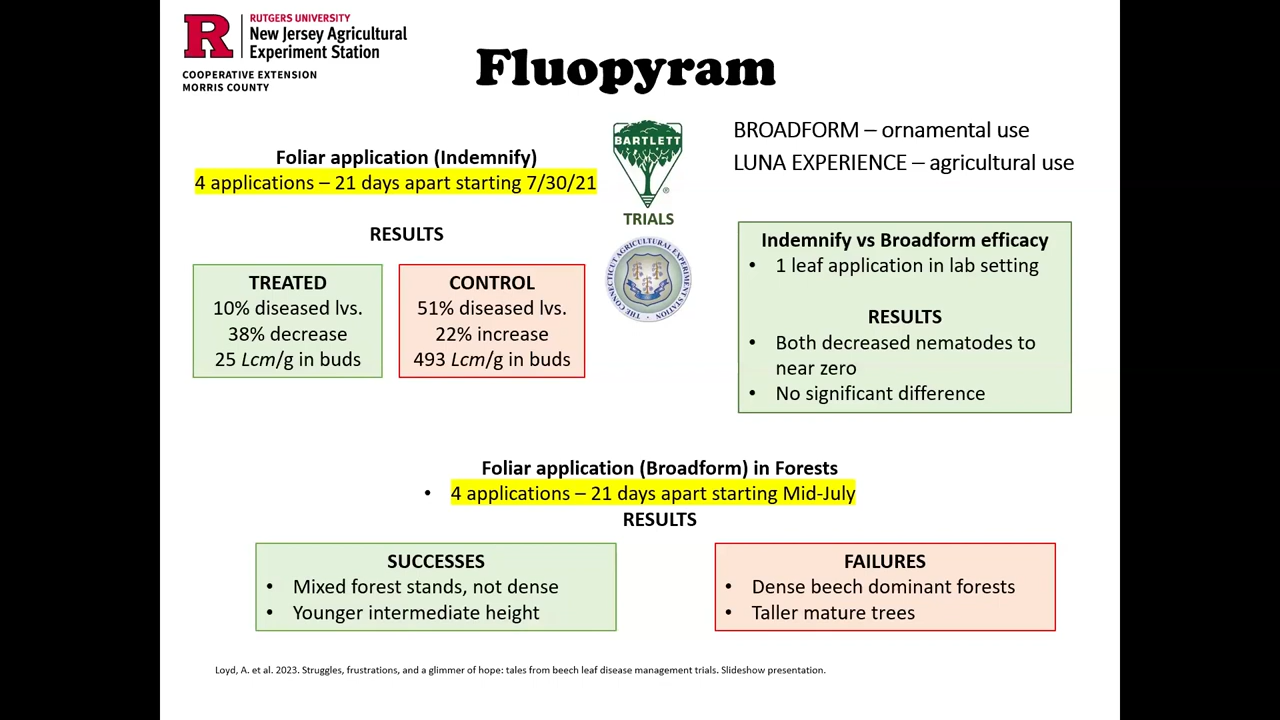 RUTGERS UNIVERSITY
New Jersey Agricultural
Experiment Station
COOPERATIVE EXTENSION
MORRIS COUNTY
Fluopyram
BROADFORM – ornamental use
LUNA EXPERIENCE – agricultural use
Foliar application (Indemnify)
4 applications – 21 days apart starting 7/30/21
RESULTS
TREATED
10% diseased lvs.
38% decrease
25 Lcm/g in buds
CONTROL
51% diseased lvs.
22% increase
493 Lcm/g in buds
BARTLETT
®
TRIALS
THE CONNECTICUT AGRICULTURAL EXPERIMENT STATION
Indemnify vs Broadform efficacy
• 1 leaf application in lab setting
RESULTS
• Both decreased nematodes to
near zero
• No significant difference
Foliar application (Broadform) in Forests
• 4 applications – 21 days apart starting Mid-July
RESULTS
SUCCESSES
• Mixed forest stands, not dense
• Younger intermediate height
FAILURES
• Dense beech dominant forests
• Taller mature trees
Loyd, A. et al. 2023. Struggles, frustrations, and a glimmer of hope: tales from beech leaf disease management trials. Slideshow presentation.